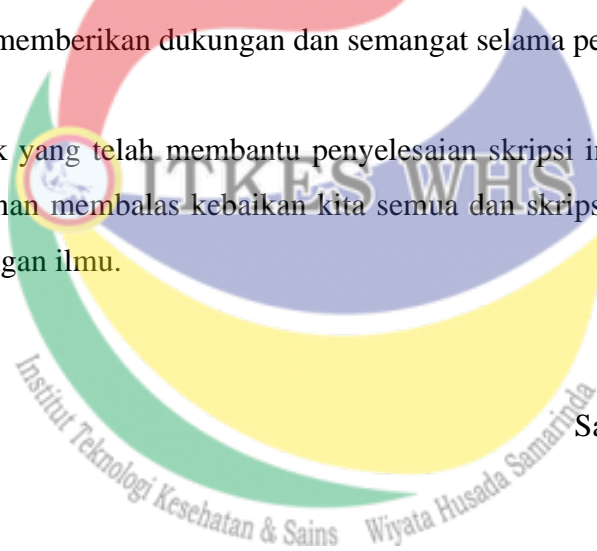 memberikan dukungan dan semangat selama pe
k yang telah membantu penyelesaian skripsi in
han membalas kebaikan kita semua dan skrips
gan ilmu.
ITKES WHS
Sa
Institut Teknologi Kesehatan & Sains Wiyata Husada Samarinda